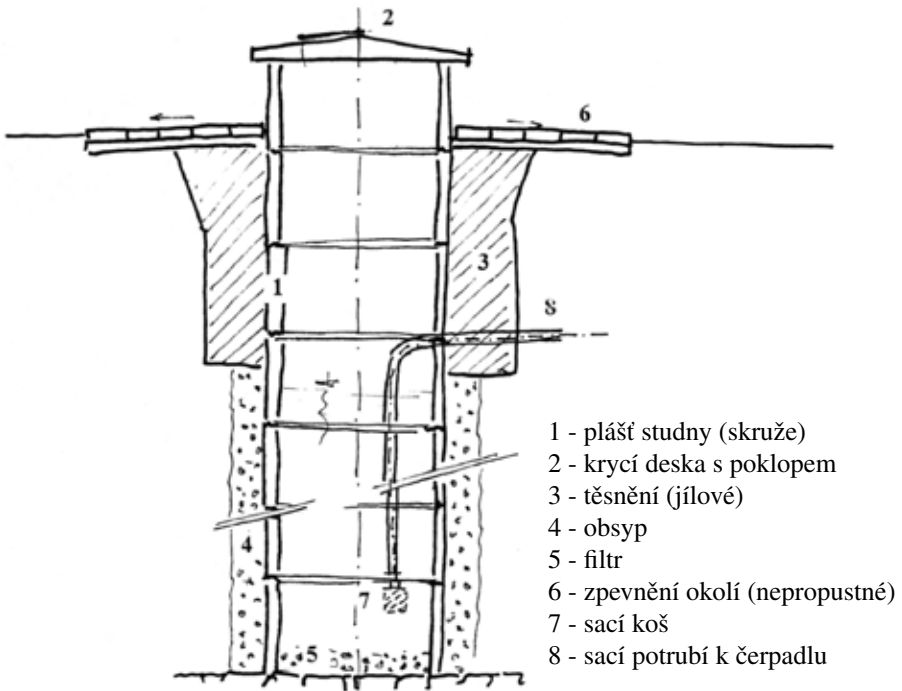 2
6
3
1
8
4
7
5
1 - plášť studny (skruže)
2 - krycí deska s poklopem
3 - těsnění (jílové)
4 - obsyp
5 - filtr
6 - zpevnění okolí (nepropustné)
7 - sací koš
8 - sací potrubí k čerpadlu